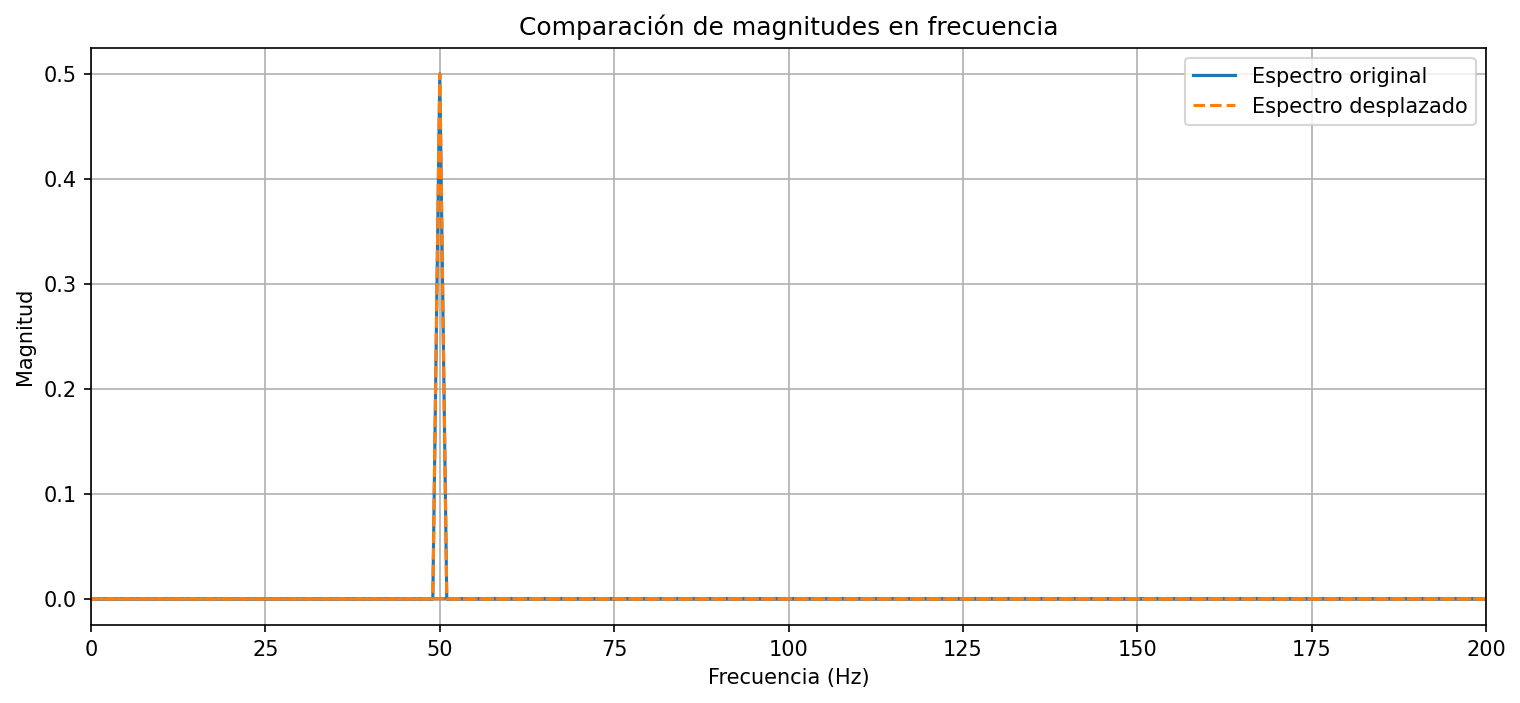 Comparación de magnitudes en frecuencia
Espectro original
Espectro desplazado
Magnitud
0.5
0.4
0.3
0.2
0.1
0.0
0 25 50 75 100 125 150 175 200
Frecuencia (Hz)